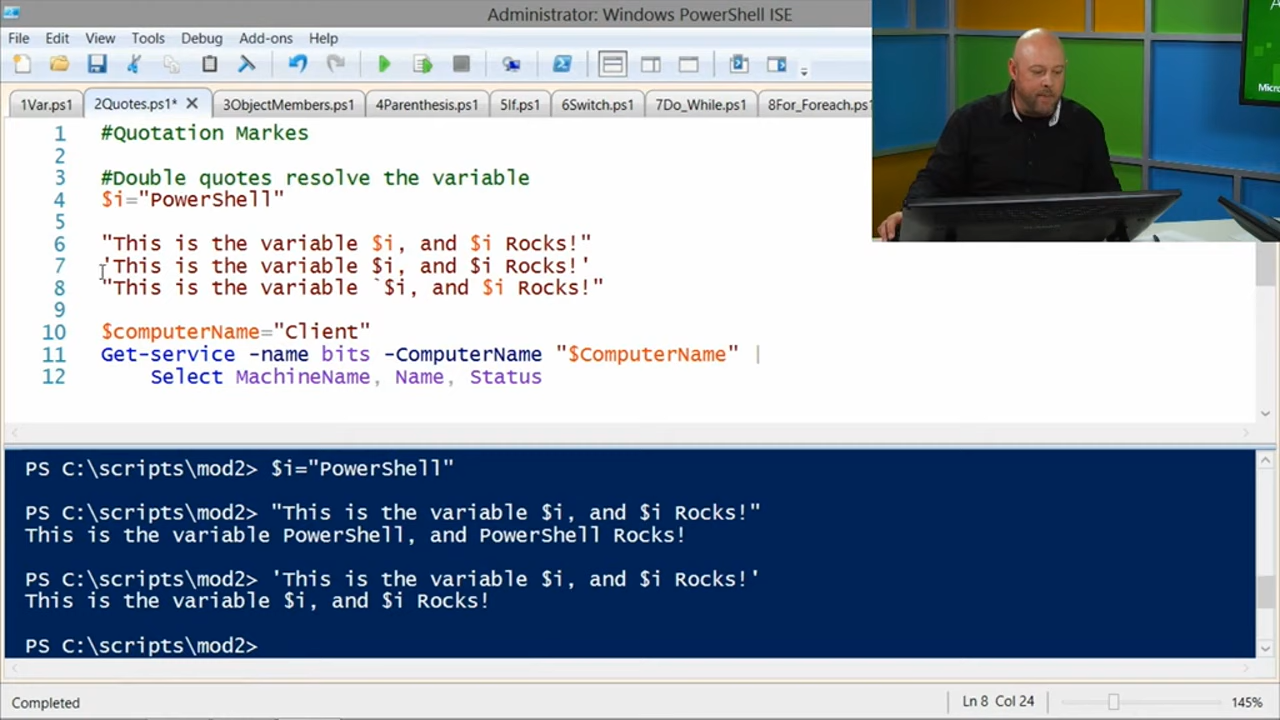 Administrator: Windows PowerShell ISE
File Edit View Tools Debug Add-ons Help
1Var.ps1 2Quotes.ps1* 3ObjectMembers.ps1 4Parenthesis.ps1 5If.ps1 6Switch.ps1 7Do_While.ps1 8For_Foreach.ps1
1 #Quotation Markes
2
3 #Double quotes resolve the variable
4 $i="PowerShell"
5
6 "This is the variable $i, and $i Rocks!"
7 'This is the variable $i, and $i Rocks!'
8 "This is the variable `$i, and $i Rocks!"
9
10 $computerName="Client"
11 Get-service -name bits -ComputerName "$ComputerName" |
12 Select MachineName, Name, Status
PS C:\scripts\mod2> $i="PowerShell"
PS C:\scripts\mod2> "This is the variable $i, and $i Rocks!"
This is the variable PowerShell, and PowerShell Rocks!
PS C:\scripts\mod2> 'This is the variable $i, and $i Rocks!'
This is the variable $i, and $i Rocks!
PS C:\scripts\mod2>
Completed
Ln 8 Col 24
145%